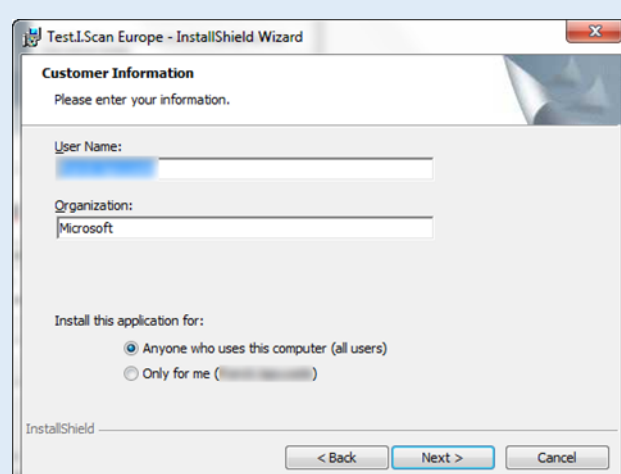 Test.I.Scan Europe - InstallShield Wizard
Customer Information
Please enter your information.
User Name:
Organization:
Microsoft
Install this application for:
Anyone who uses this computer (all users)
Only for me ( )
InstallShield
< Back Next > Cancel